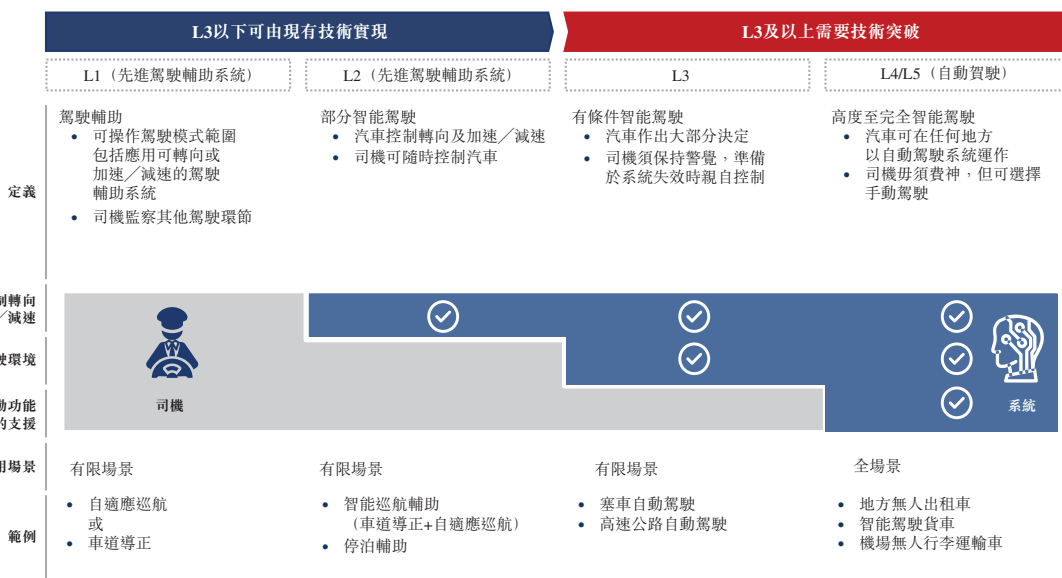 L3以下可由現有技術實現
L3及以上需要技術突破
L1（先進駕駛輔助系統）
L2（先進駕駛輔助系統）
L3
L4/L5（自動駕駛）
定義
駕駛輔助
• 可操作駕駛模式範圍
包括應用可轉向或
加速／減速的駕駛
輔助系統
• 司機監察其他駕駛環節
部分智能駕駛
• 汽車控制轉向及加速／減速
• 司機可隨時控制汽車
有條件智能駕駛
• 汽車作出大部分決定
• 司機須保持警覺，準備
於系統失效時親自控制
高度至完全智能駕駛
• 汽車可在任何地方
以自動駕駛系統運作
• 司機毋須費神，但可選擇
手動駕駛
制轉向
／減速
駛環境
動功能
的支援
司機
系統
用場景
有限場景
有限場景
有限場景
全場景
範例
• 自適應巡航
或
• 車道導正
• 智能巡航輔助
（車道導正+自適應巡航）
• 停泊輔助
• 塞車自動駕駛
• 高速公路自動駕駛
• 地方無人出租車
• 智能駕駛貨車
• 機場無人行李運輸車